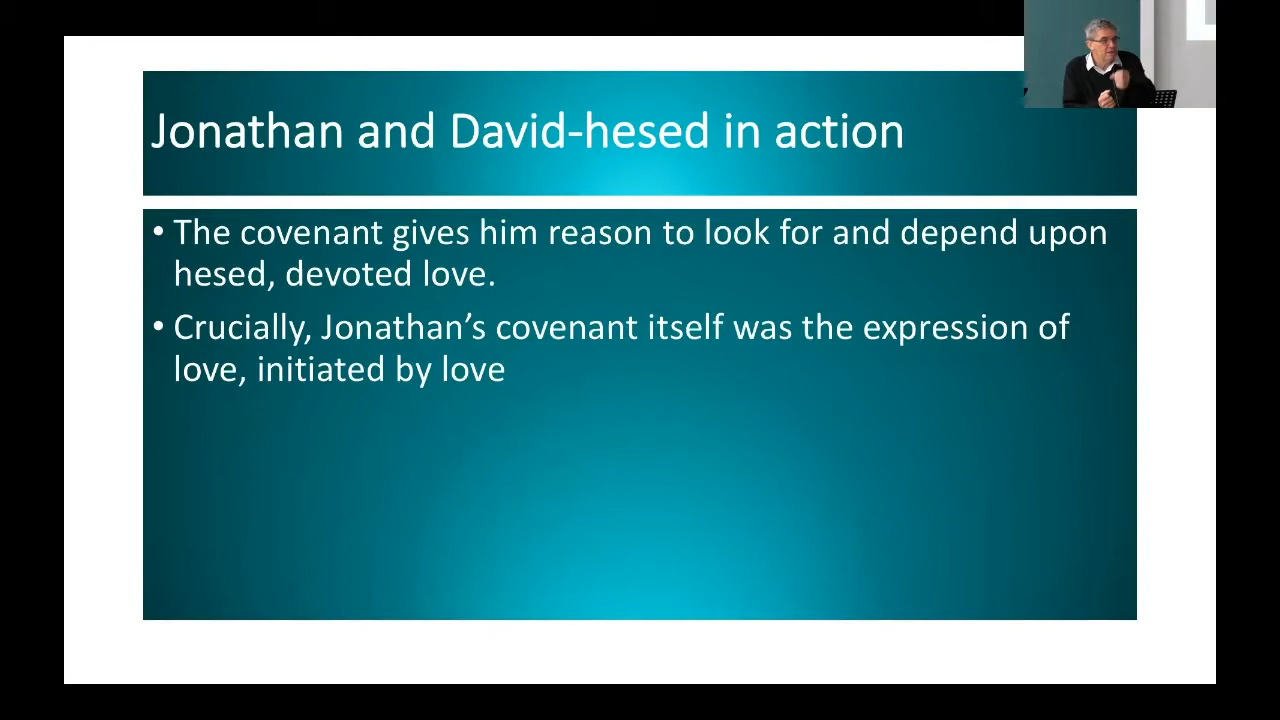 Jonathan and David-hesed in action
• The covenant gives him reason to look for and depend upon
hesed, devoted love.
• Crucially, Jonathan’s covenant itself was the expression of
love, initiated by love